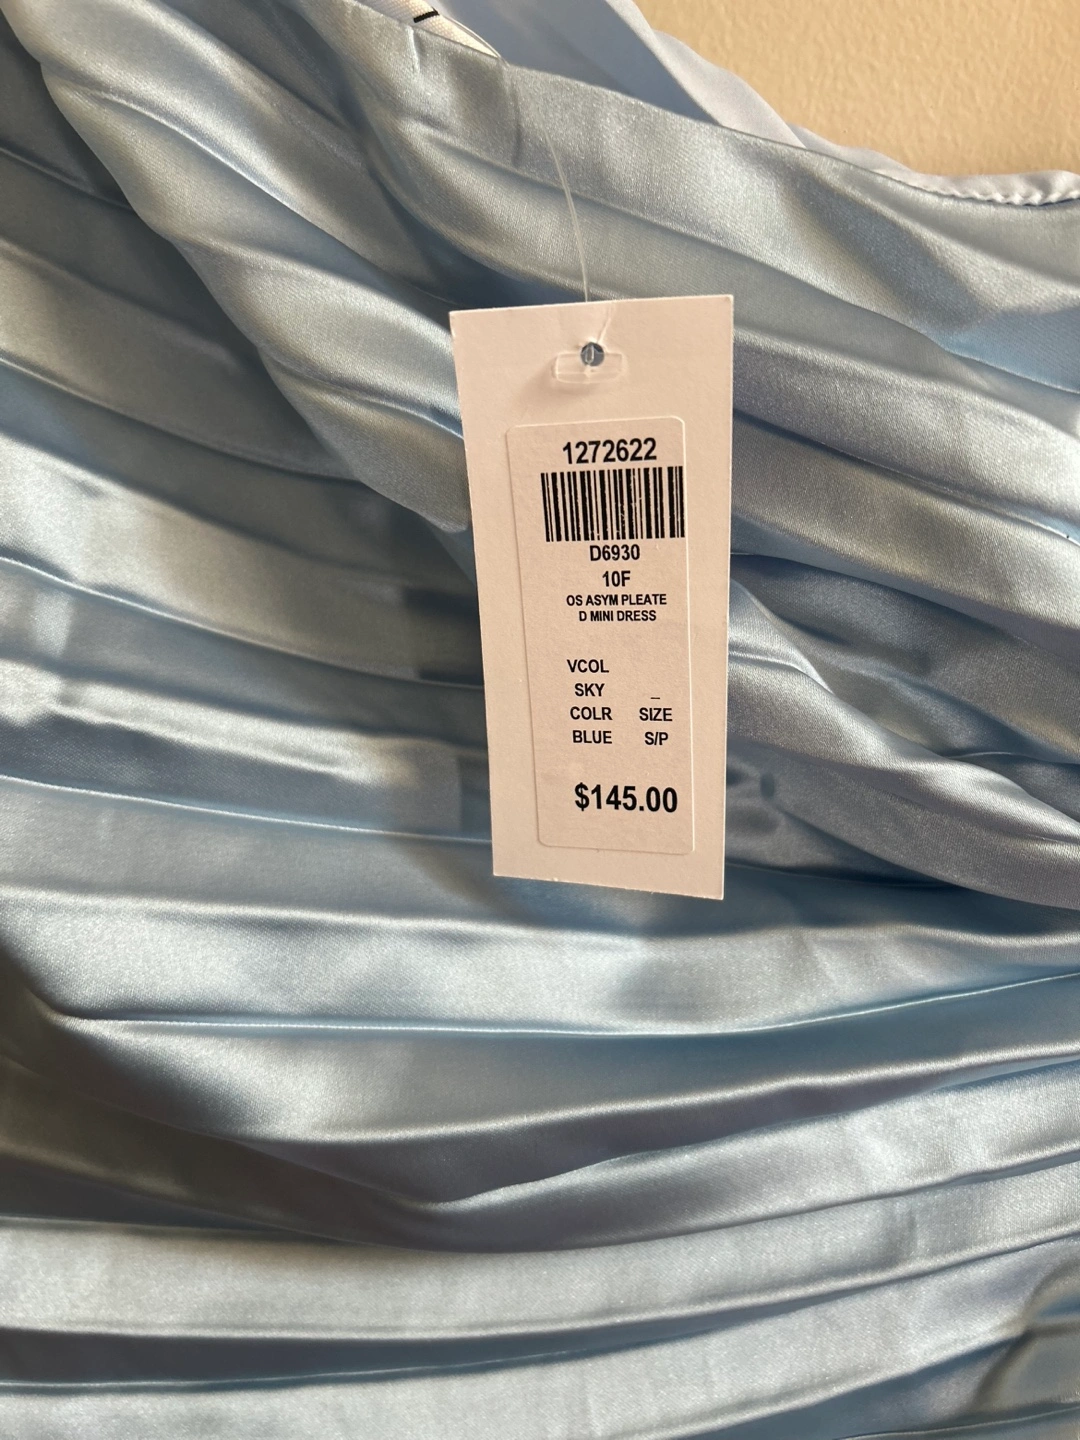 1272622
D6930
10F
OS ASYM PLEATE
D MINI DRESS
VCOL
SKY _
COLR SIZE
BLUE S/P
$145.00